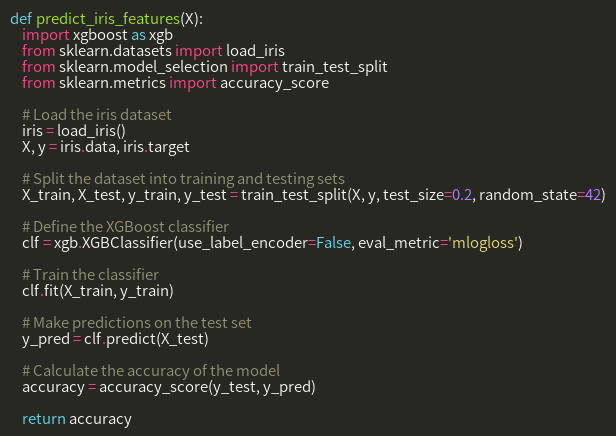 def predict_iris_features(X):
    import xgboost as xgb
    from sklearn.datasets import load_iris
    from sklearn.model_selection import train_test_split
    from sklearn.metrics import accuracy_score

    # Load the iris dataset
    iris = load_iris()
    X, y = iris.data, iris.target

    # Split the dataset into training and testing sets
    X_train, X_test, y_train, y_test = train_test_split(X, y, test_size=0.2, random_state=42)

    # Define the XGBoost classifier
    clf = xgb.XGBClassifier(use_label_encoder=False, eval_metric='mlogloss')

    # Train the classifier
    clf.fit(X_train, y_train)

    # Make predictions on the test set
    y_pred = clf.predict(X_test)

    # Calculate the accuracy of the model
    accuracy = accuracy_score(y_test, y_pred)

    return accuracy